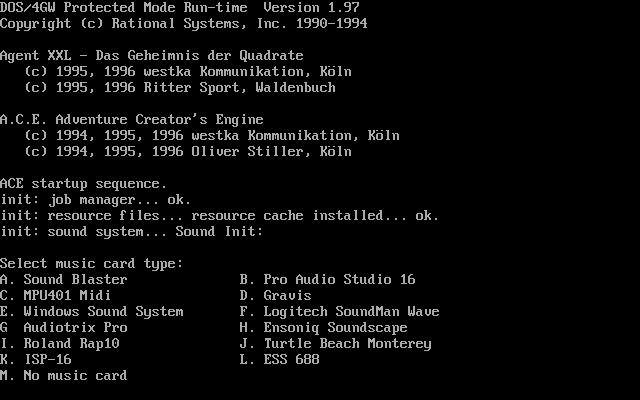 DOS/4GW Protected Mode Run-time  Version 1.97
Copyright (c) Rational Systems, Inc. 1990-1994
Agent XXL - Das Geheimnis der Quadrate
(c) 1995, 1996 westka Kommunikation, Köln
(c) 1995, 1996 Ritter Sport, Waldenbuch
A.C.E. Adventure Creator's Engine
(c) 1994, 1995, 1996 westka Kommunikation, Köln
(c) 1994, 1995, 1996 Oliver Stiller, Köln
ACE startup sequence.
init: job manager... ok.
init: resource files... resource cache installed... ok.
init: sound system... Sound Init:
Select music card type:
A. Sound Blaster              B. Pro Audio Studio 16
C. MPU401 Midi                D. Gravis
E. Windows Sound System       F. Logitech SoundMan Wave
G  Audiotrix Pro              H. Ensoniq Soundscape
I. Roland Rap10               J. Turtle Beach Monterey
K. ISP-16                     L. ESS 688
M. No music card